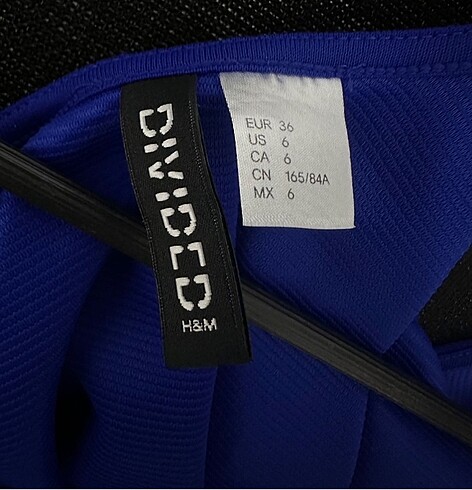 DIVIDED
H&M
EUR 36
US 6
CA 6
CN 165/84A
MX 6